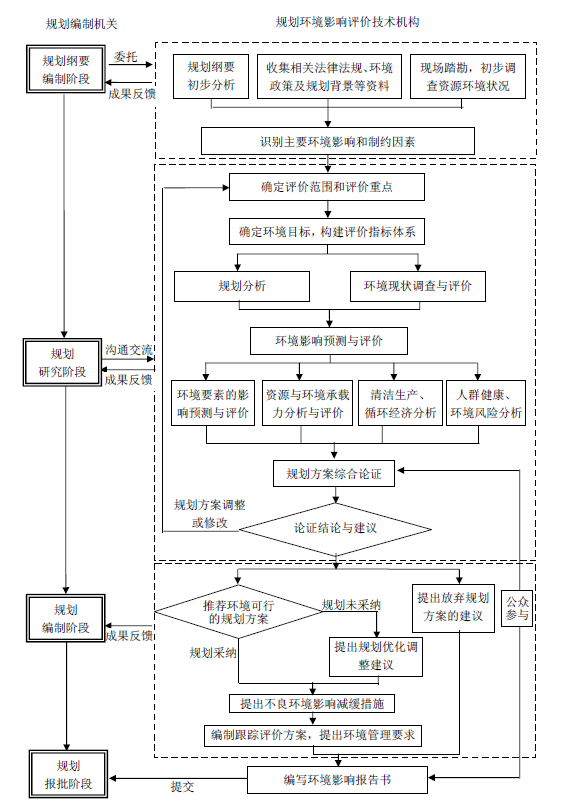 规划编制机关
规划环境影响评价技术机构
规划纲要
编制阶段
委托
成果反馈
规划纲要
初步分析
收集相关法律法规、环境
政策及规划背景等资料
现场踏勘，初步调
查资源环境状况
识别主要环境影响和制约因素
确定评价范围和评价重点
确定环境目标，构建评价指标体系
规划分析
环境现状调查与评价
规划
研究阶段
沟通交流
成果反馈
环境影响预测与评价
环境要素的影
响预测与评价
资源与环境承载
力分析与评价
清洁生产、
循环经济分析
人群健康、
环境风险分析
规划方案综合论证
规划方案调整
或修改
论证结论与建议
规划
编制阶段
成果反馈
推荐环境可行
的规划方案
规划未采纳
规划采纳
提出规划优化调
整建议
提出放弃规划
方案的建议
公众
参与
提出不良环境影响减缓措施
编制跟踪评价方案，提出环境管理要求
规划
报批阶段
提交
编写环境影响报告书